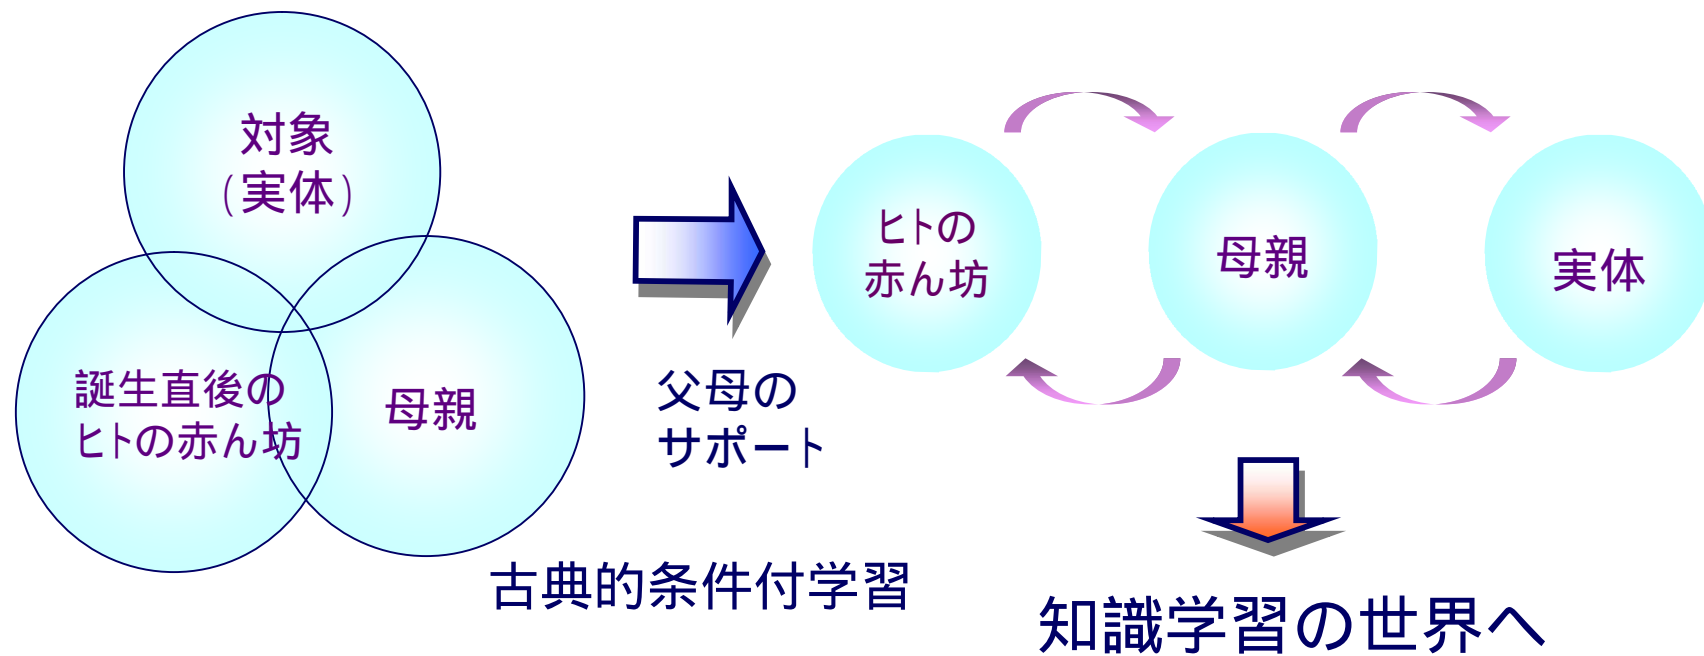 対象
(実体)
誕生直後の
ヒトの赤ん坊
母親
父母の
サポート
古典的条件付学習
ヒトの
赤ん坊
母親
実体
知識学習の世界へ